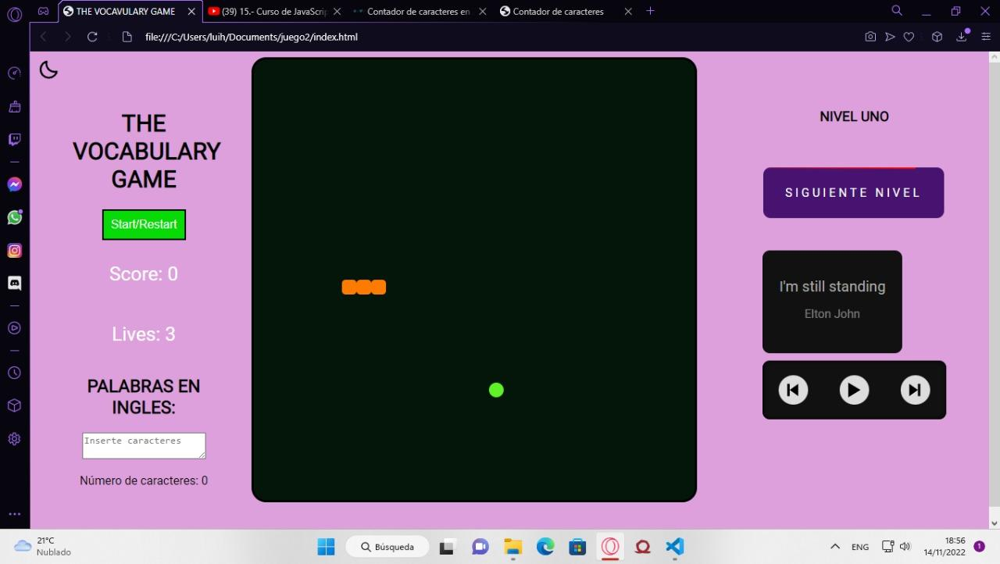 THE VOCAVULARY GAME
(39) 15.- Curso de JavaScrip
Contador de caracteres en
Contador de caracteres
file:///C:/Users/luih/Documents/juego2/index.html
THE
VOCABULARY
GAME
Start/Restart
Score: 0
Lives: 3
PALABRAS EN
INGLES:
Inserte caracteres
Número de caracteres: 0
NIVEL UNO
SIGUIENTE NIVEL
I'm still standing
Elton John
21°C
Nublado
Búsqueda
ENG
18:56
14/11/2022
1